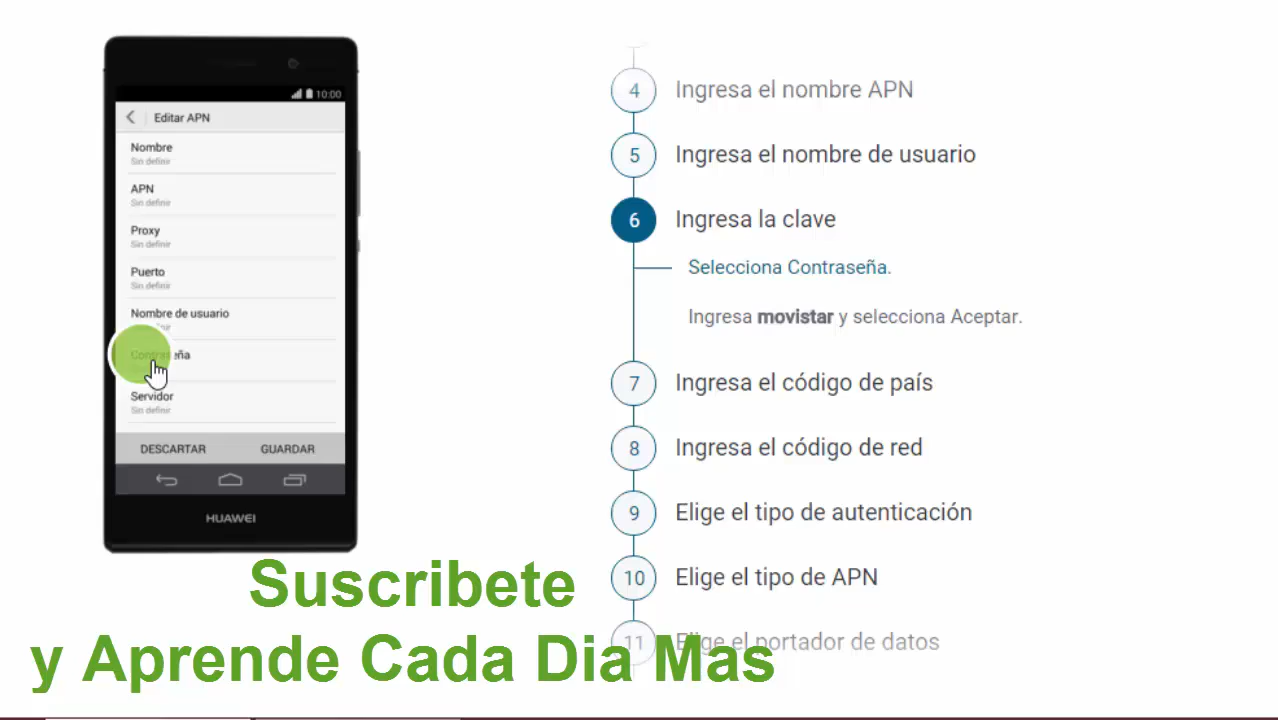 10:00
Editar APN
Nombre
Sin definir
APN
Sin definir
Proxy
Sin definir
Puerto
Sin definir
Nombre de usuario
Contraseña
Servidor
Sin definir
DESCARTAR GUARDAR
HUAWEI
4 Ingresa el nombre APN
5 Ingresa el nombre de usuario
6 Ingresa la clave
Selecciona Contraseña.
Ingresa movistar y selecciona Aceptar.
7 Ingresa el código de país
8 Ingresa el código de red
9 Elige el tipo de autenticación
10 Elige el tipo de APN
11 Elige el portador de datos
Suscribete
y Aprende Cada Dia Mas